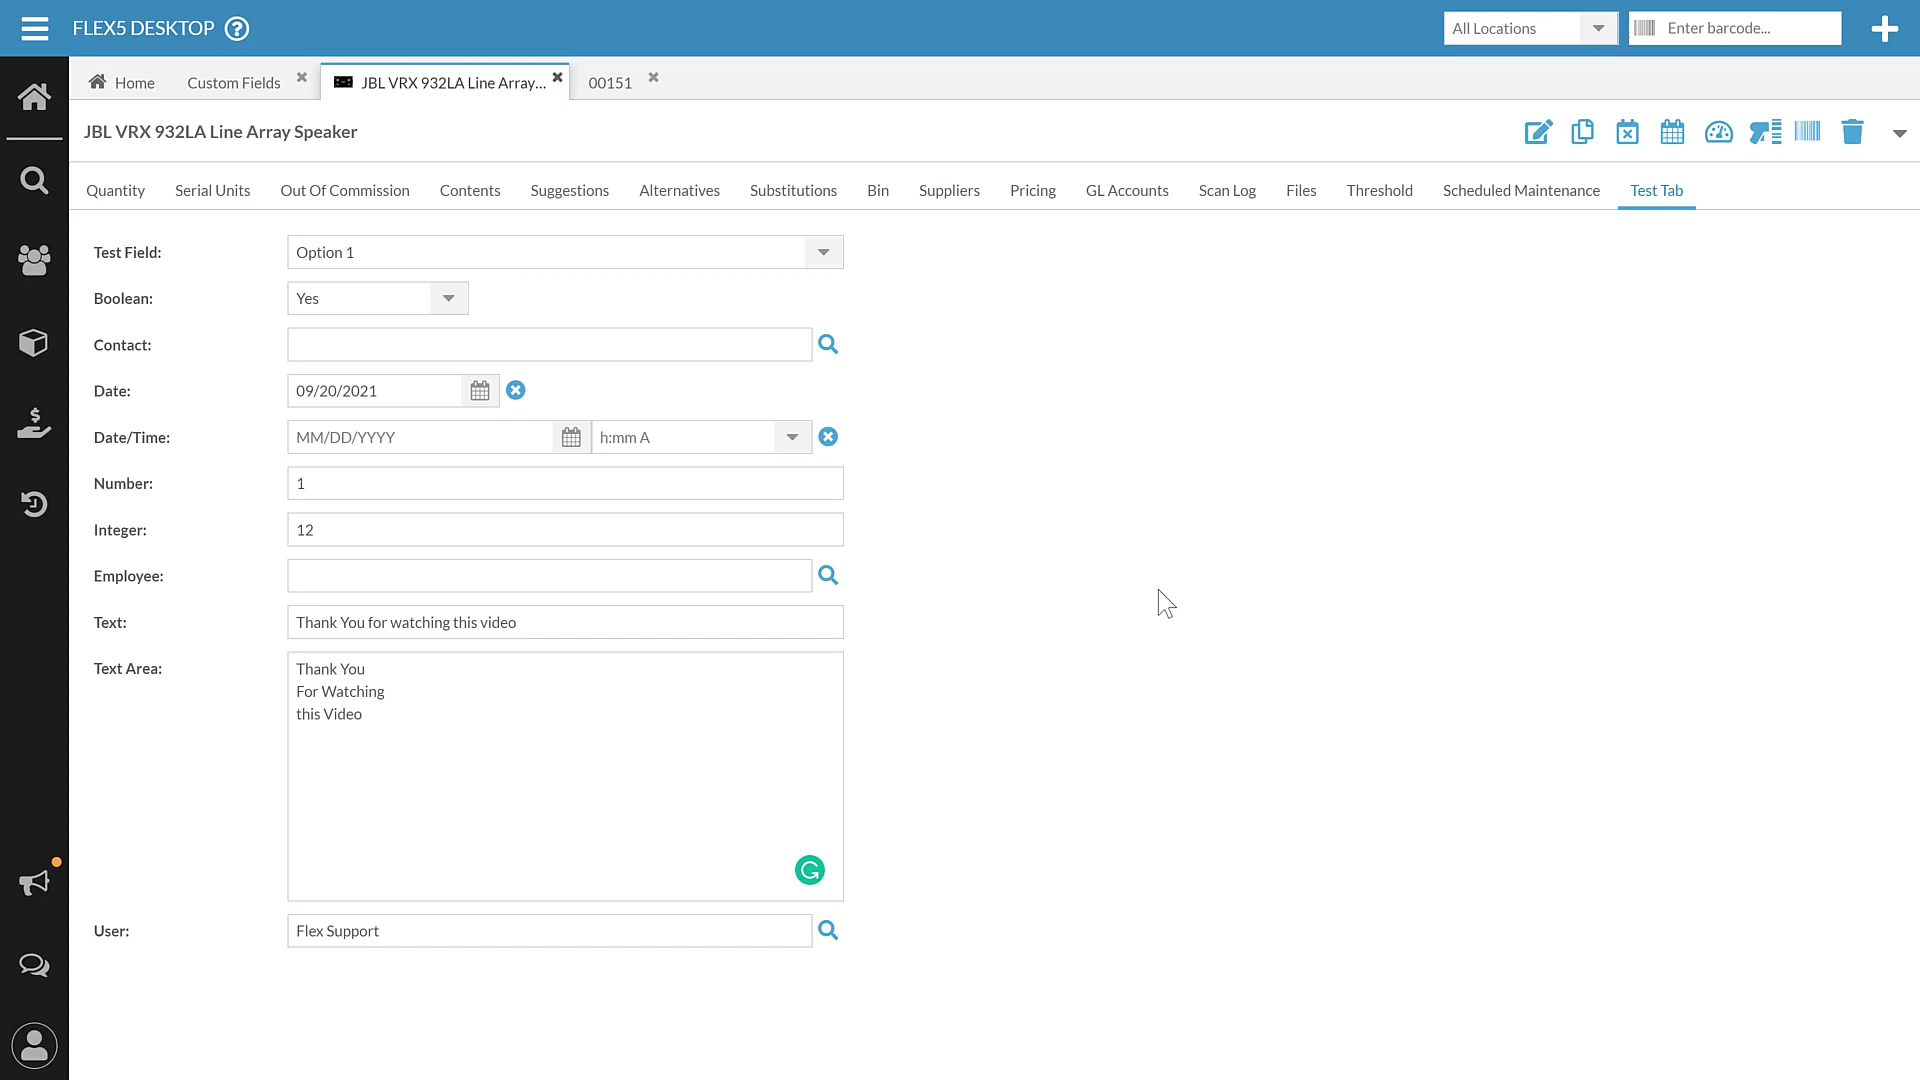 FLEX5 DESKTOP
All Locations
Enter barcode...
Home
Custom Fields
JBL VRX 932LA Line Array...
00151
JBL VRX 932LA Line Array Speaker
Quantity
Serial Units
Out Of Commission
Contents
Suggestions
Alternatives
Substitutions
Bin
Suppliers
Pricing
GL Accounts
Scan Log
Files
Threshold
Scheduled Maintenance
Test Tab
Test Field:
Option 1
Boolean:
Yes
Contact:
Date:
09/20/2021
Date/Time:
MM/DD/YYYY
h:mm A
Number:
1
Integer:
12
Employee:
Text:
Thank You for watching this video
Text Area:
Thank You
For Watching
this Video
User:
Flex Support